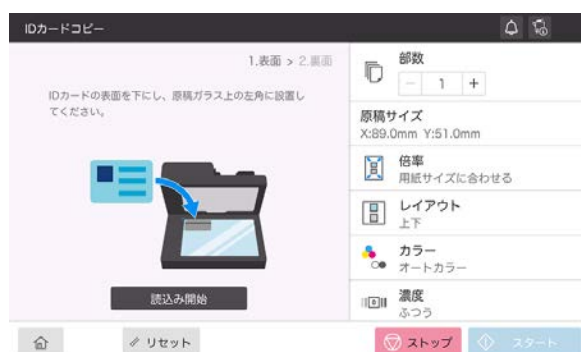 IDカードコピー
1.表面 > 2.裏面
IDカードの表面を下にし、原稿ガラス上の左角に設置し
てください。
読込み開始
部数
− 1 +
原稿サイズ
X:89.0mm Y:51.0mm
倍率
用紙サイズに合わせる
レイアウト
上下
カラー
オートカラー
濃度
ふつう
リセット
ストップ
スタート